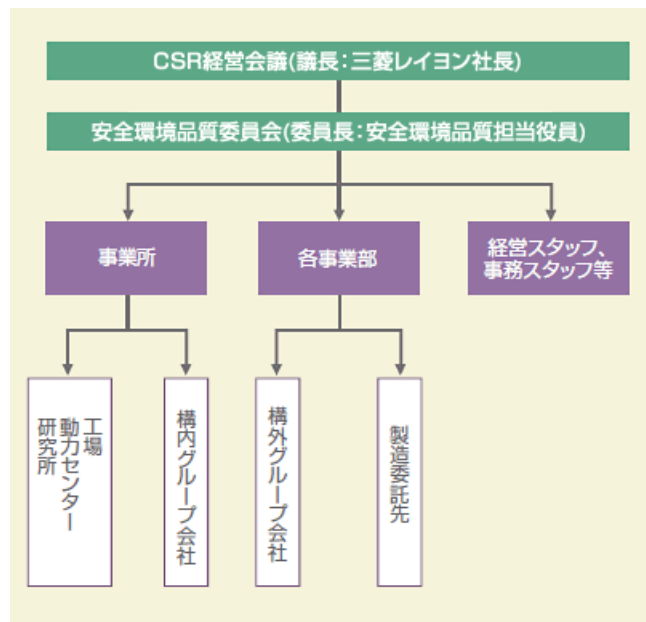 CSR経営会議(議長：三菱レイヨン社長)
安全環境品質委員会(委員長：安全環境品質担当役員)
事業所
各事業部
経営スタッフ、
事務スタッフ等
工場
動力センター
研究所
構内グループ会社
構外グループ会社
製造委託先